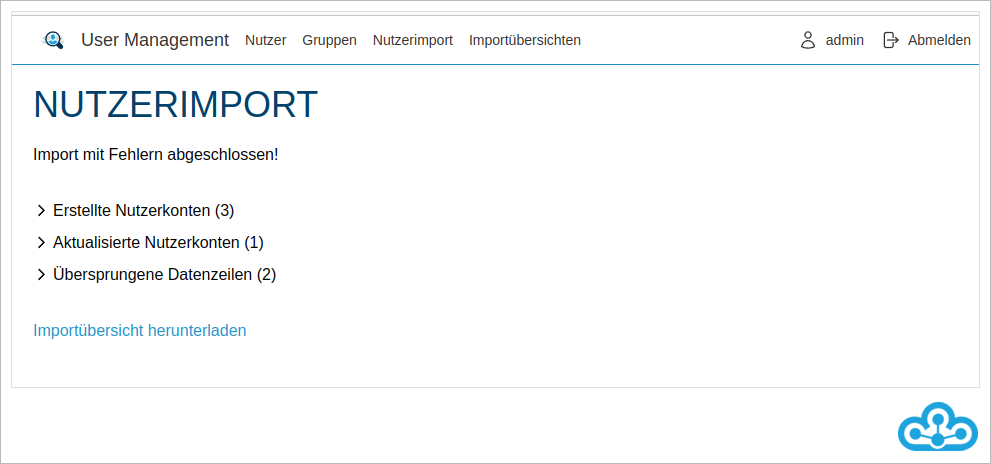 User Management Nutzer Gruppen Nutzerimport Importübersichten admin Abmelden
NUTZERIMPORT
Import mit Fehlern abgeschlossen!
Erstellte Nutzerkonten (3)
Aktualisierte Nutzerkonten (1)
Übersprungene Datenzeilen (2)
Importübersicht herunterladen